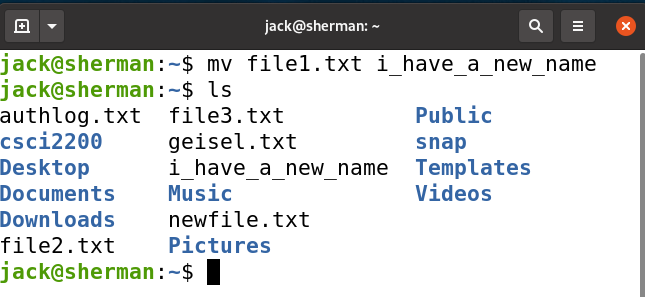 jack@sherman: ~
jack@sherman:~$ mv file1.txt i_have_a_new_name
jack@sherman:~$ ls
authlog.txt  file3.txt          Public
csci2200     geisel.txt         snap
Desktop      i_have_a_new_name  Templates
Documents    Music              Videos
Downloads    newfile.txt
file2.txt    Pictures
jack@sherman:~$